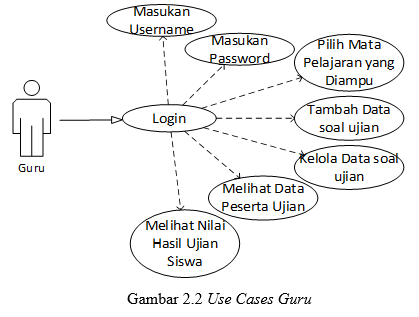 Masukan
Username
Masukan
Password
Pilih Mata
Pelajaran yang
Diampu
Login
Tambah Data
soal ujian
Guru
Kelola Data soal
ujian
Melihat Data
Peserta Ujian
Melihat Nilai
Hasil Ujian
Siswa
Gambar 2.2 Use Cases Guru